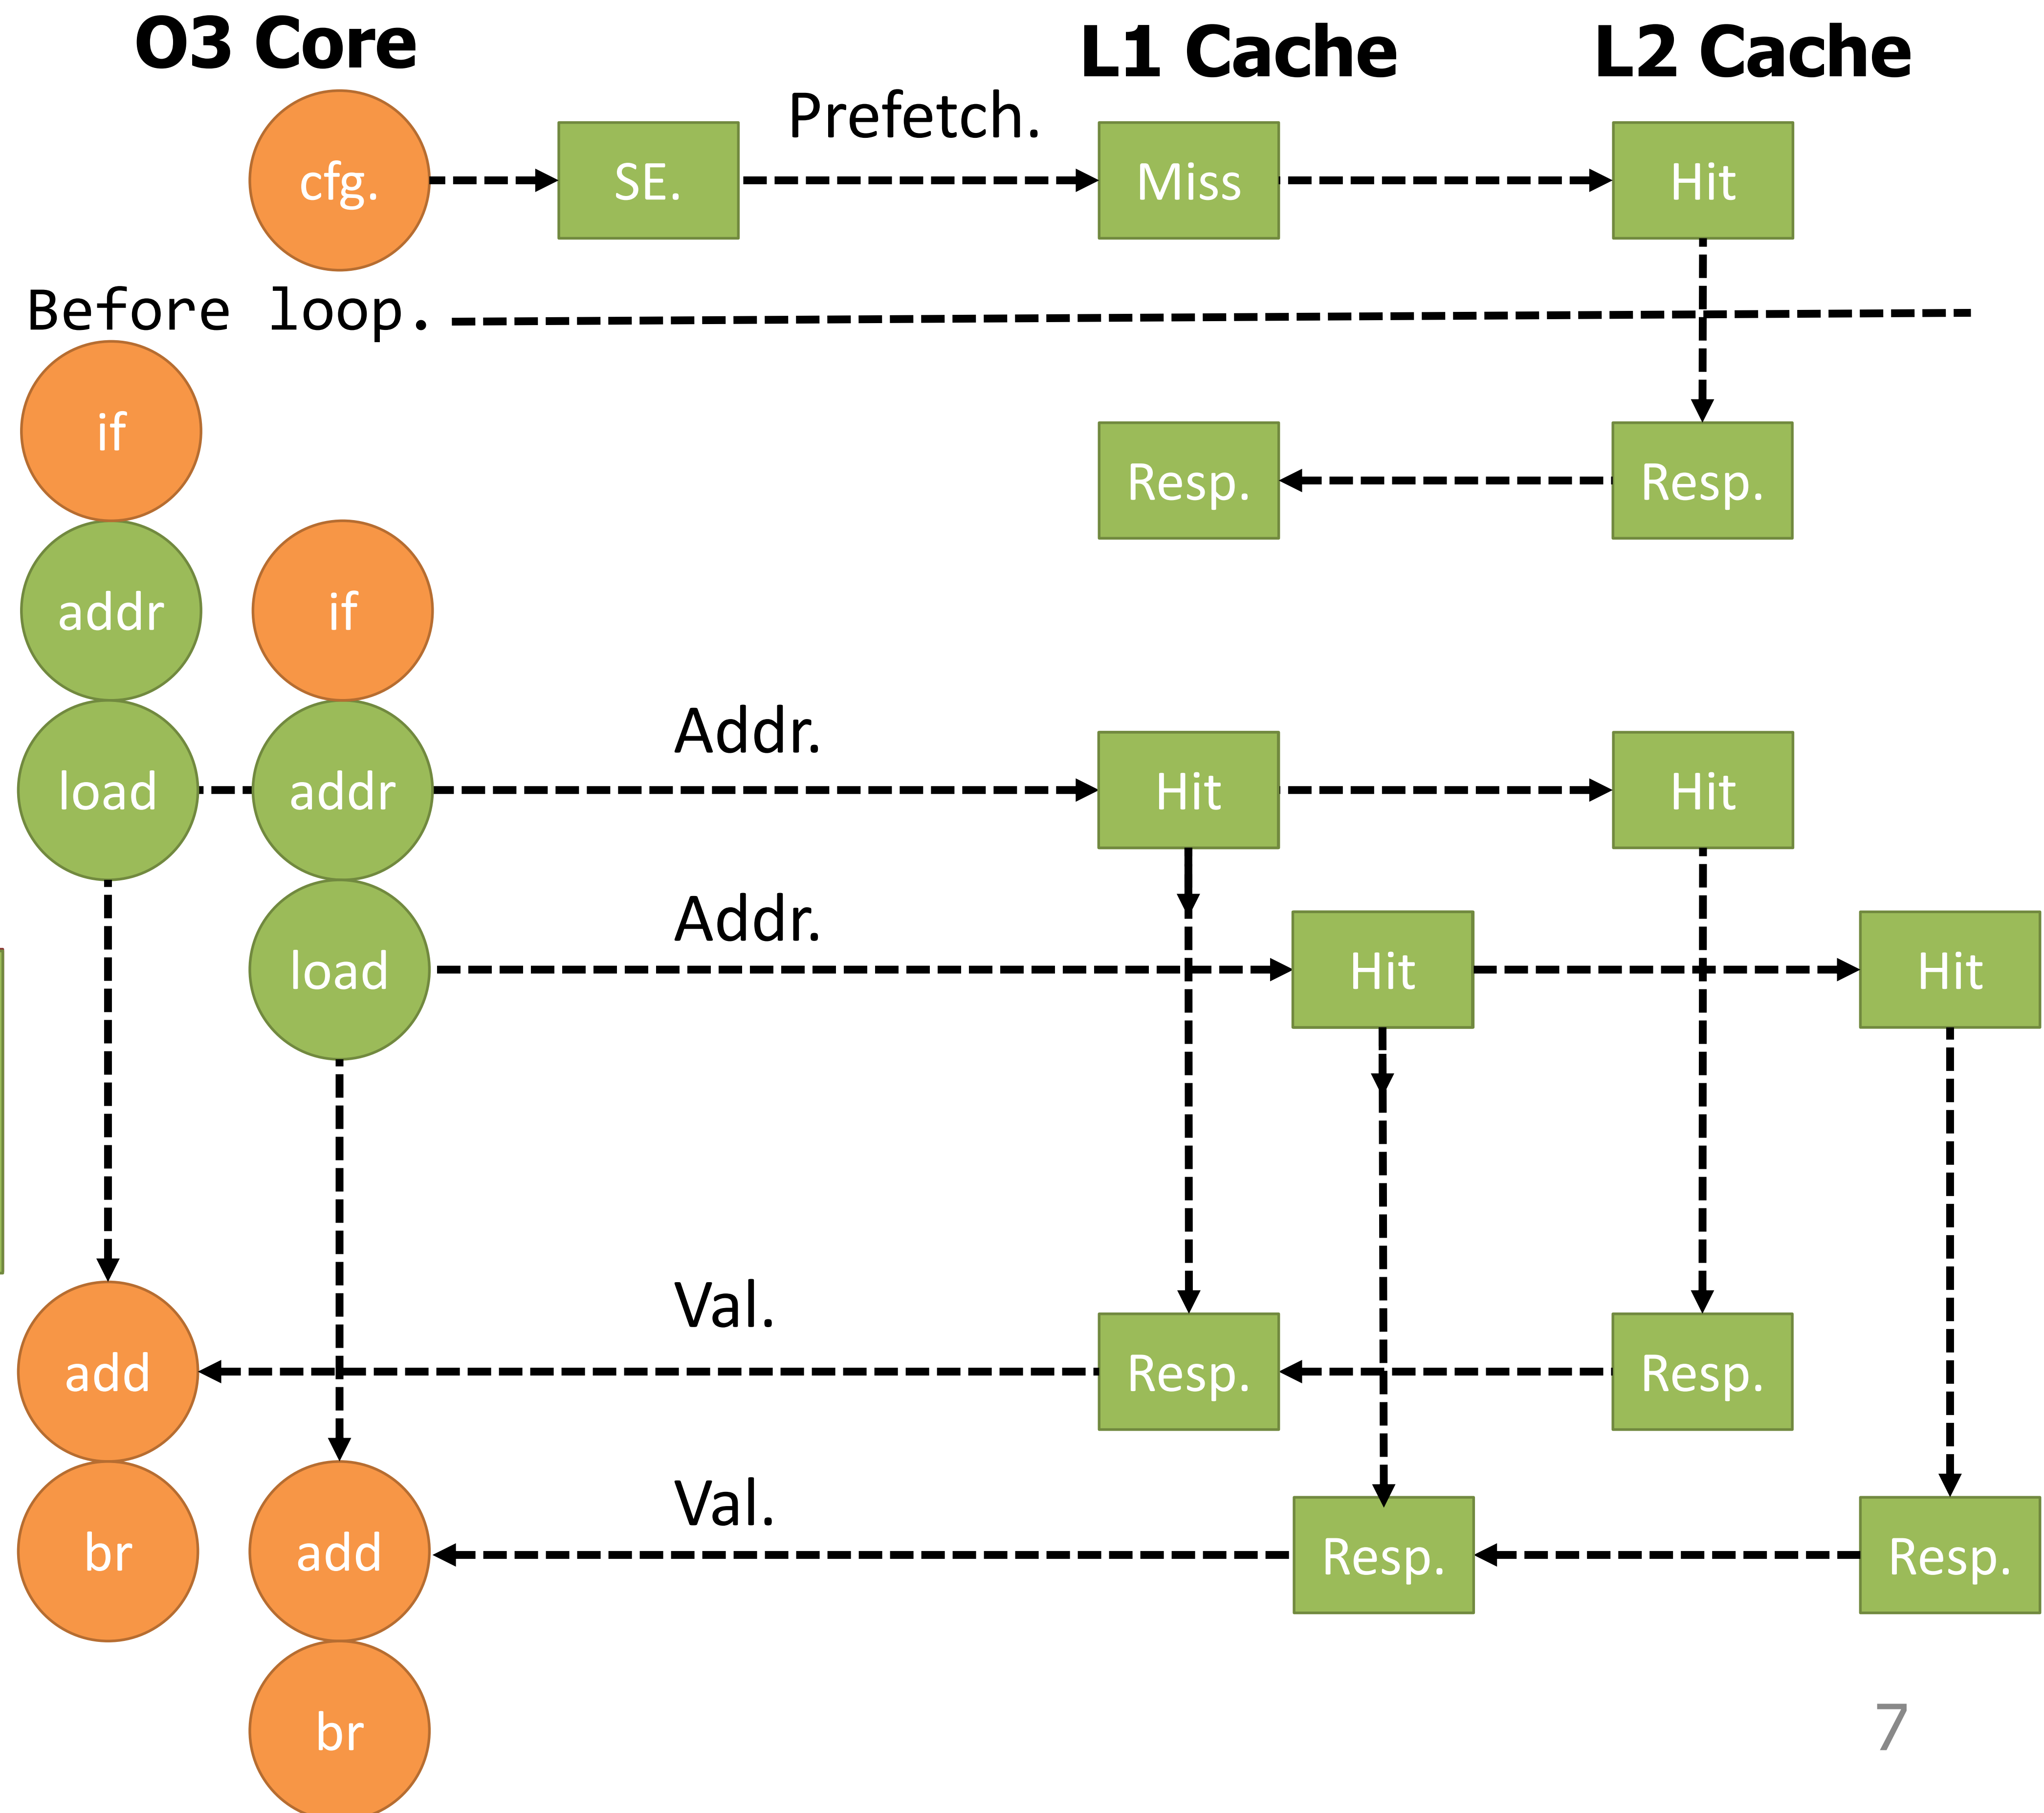 O3 Core L1 Cache L2 Cache
Prefetch.
cfg. SE. Miss Hit
Before loop.
if
Resp. Resp.
addr if
Addr.
load addr Hit Hit
Addr.
load Hit Hit
Val.
add Resp. Resp.
Val.
br add Resp. Resp.
br
7